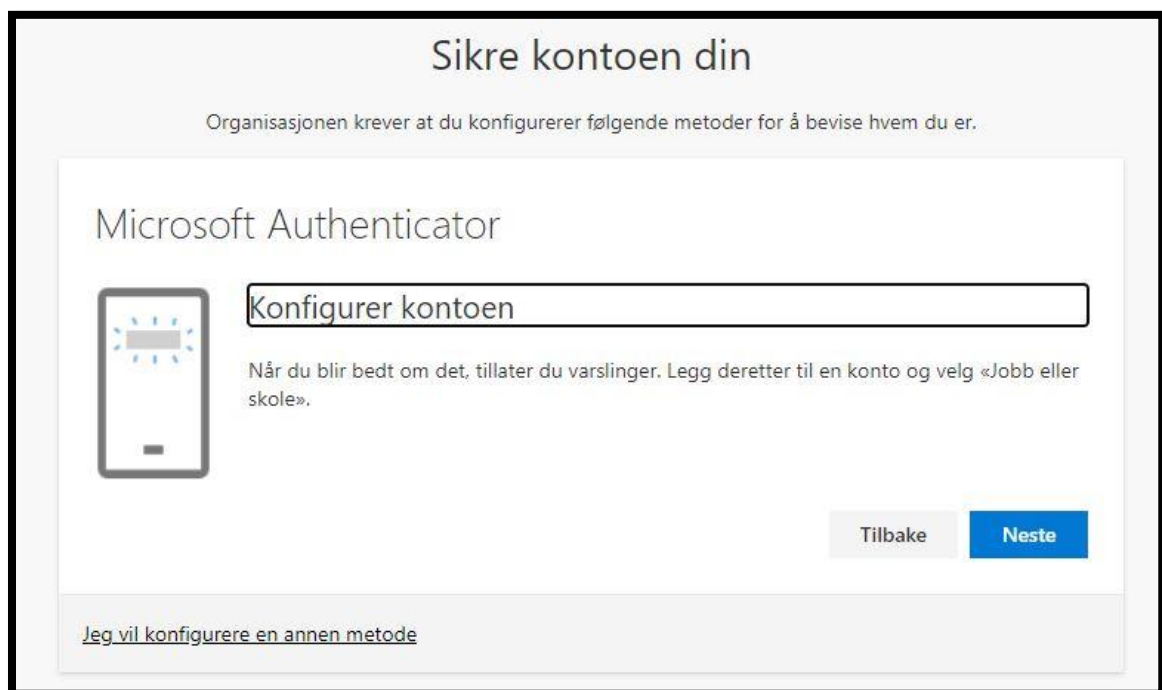 Sikre kontoen din
Organisasjonen krever at du konfigurerer følgende metoder for å bevise hvem du er.
Microsoft Authenticator
Konfigurer kontoen
Når du blir bedt om det, tillater du varslinger. Legg deretter til en konto og velg «Jobb eller
skole».
Tilbake
Neste
Jeg vil konfigurere en annen metode